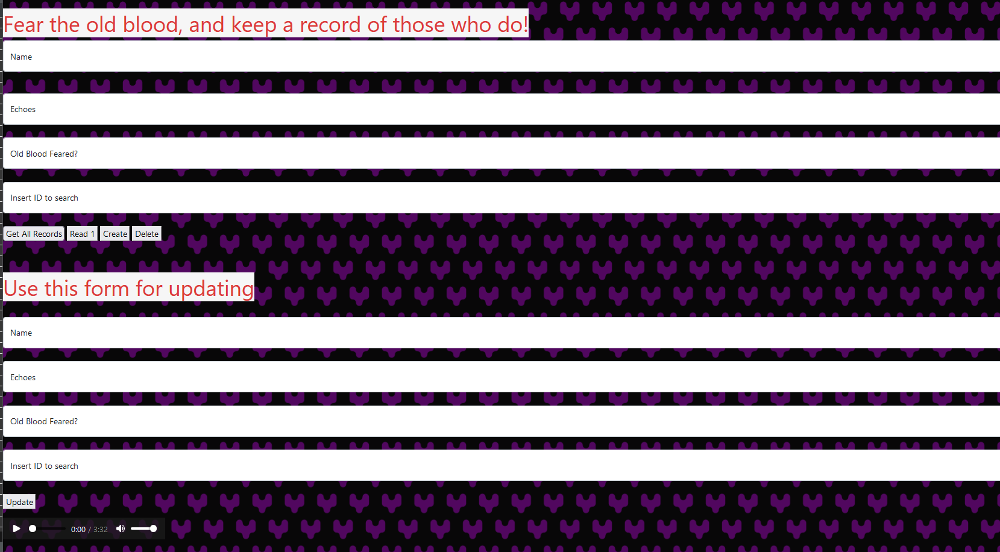 Fear the old blood, and keep a record of those who do!
Name
Echoes
Old Blood Feared?
Insert ID to search
Get All Records Read 1 Create Delete
Use this form for updating
Name
Echoes
Old Blood Feared?
Insert ID to search
Update
0:00 / 3:32